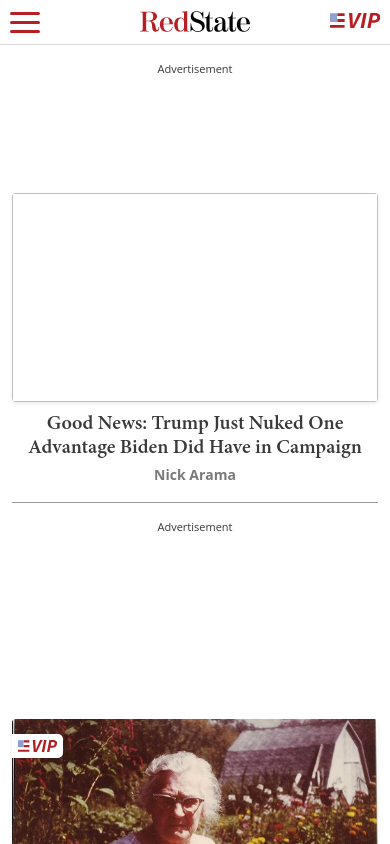 RedState
VIP
Advertisement
Good News: Trump Just Nuked One
Advantage Biden Did Have in Campaign
Nick Arama
Advertisement
VIP